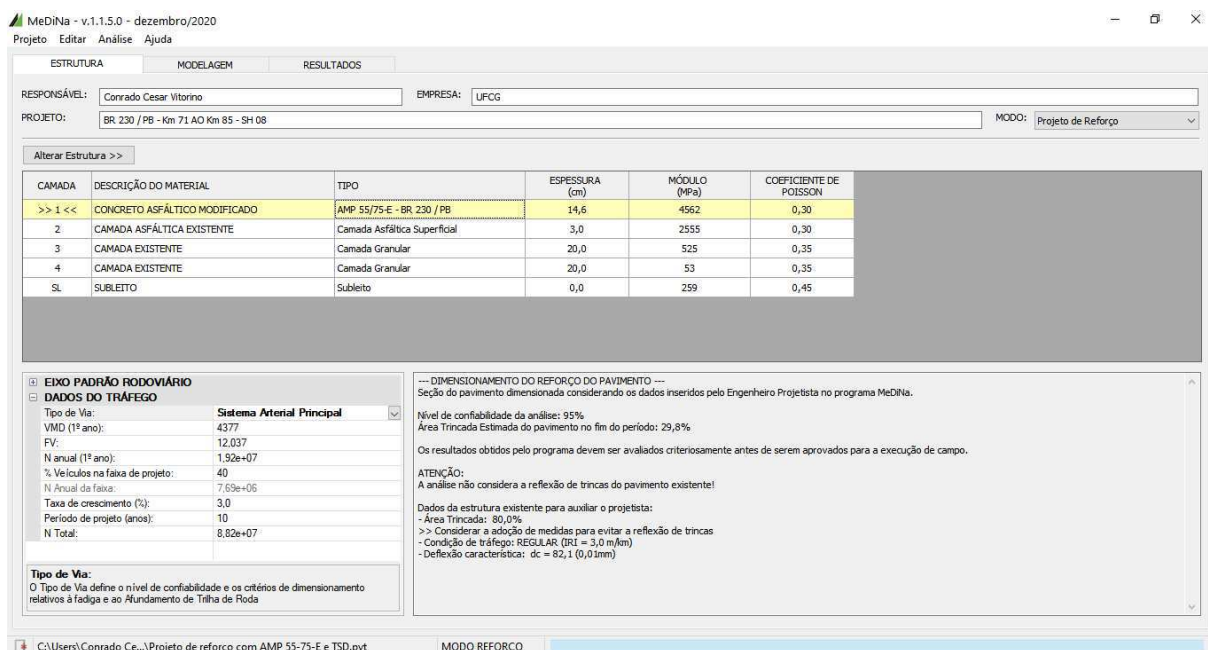 MeDiNa - v.1.1.5.0 - dezembro/2020
Projeto Editar Análise Ajuda
ESTRUTURA MODELAGEM RESULTADOS
RESPONSÁVEL: Conrado Cesar Vitorino EMPRESA: UFCG
PROJETO: BR 230 / PB - Km 71 AO Km 85 - SH 08 MODO: Projeto de Reforço
Alterar Estrutura >>
CAMADA DESCRIÇÃO DO MATERIAL TIPO ESPESSURA (cm) MÓDULO (MPa) COEFICIENTE DE POISSON
>> 1 << CONCRETO ASFÁLTICO MODIFICADO AMP 55/75-E - BR 230 / PB 14,6 4562 0,30
2 CAMADA ASFÁLTICA EXISTENTE Camada Asfáltica Superficial 3,0 2555 0,30
3 CAMADA EXISTENTE Camada Granular 20,0 525 0,35
4 CAMADA EXISTENTE Camada Granular 20,0 53 0,35
SL SUBLEITO Subleito 0,0 259 0,45
EIXO PADRÃO RODOVIÁRIO
DADOS DO TRÁFEGO
Tipo de Via: Sistema Arterial Principal
VMD (1º ano): 4377
FV: 12,037
N anual (1º ano): 1,92e+07
% Veículos na faixa de projeto: 40
N Anual da faixa: 7,69e+06
Taxa de crescimento (%): 3,0
Período de projeto (anos): 10
N Total: 8,82e+07
Tipo de Via:
O Tipo de Via define o nível de confiabilidade e os critérios de dimensionamento
relativos à fadiga e ao Afundamento de Trilha de Roda
--- DIMENSIONAMENTO DO REFORÇO DO PAVIMENTO ---
Seção do pavimento dimensionada considerando os dados inseridos pelo Engenheiro Projetista no programa MeDiNa.
Nível de confiabilidade da análise: 95%
Área Trincada Estimada do pavimento no fim do período: 29,8%
Os resultados obtidos pelo programa devem ser avaliados criteriosamente antes de serem aprovados para a execução de campo.
ATENÇÃO:
A análise não considera a reflexão de trincas do pavimento existente!
Dados da estrutura existente para auxiliar o projetista:
- Área Trincada: 80,0%
>> Considerar a adoção de medidas para evitar a reflexão de trincas
- Condição de tráfego: REGULAR (IRI = 3,0 m/km)
- Deflexão característica: dc = 82,1 (0,01mm)
C:\Users\Conrado Ce...\Projeto de reforço com AMP 55-75-E e TSD.pvt MODO REFORÇO